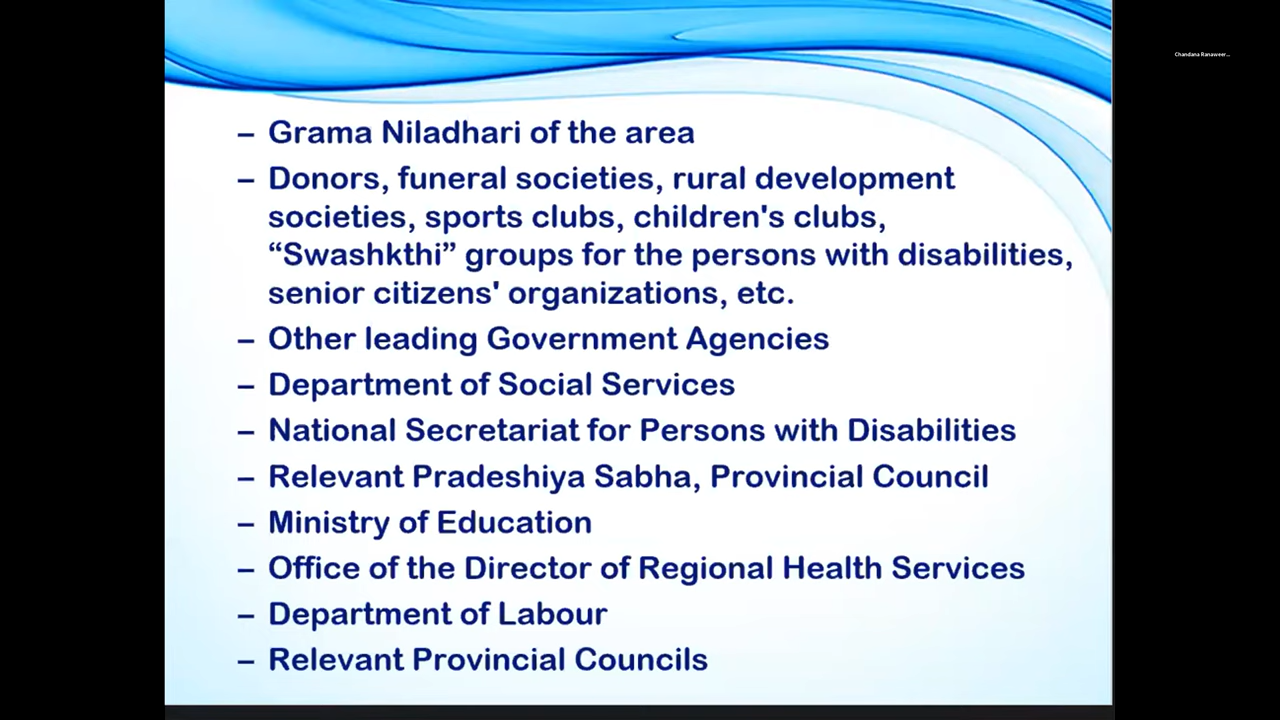 Chandana Ranaweer...
– Grama Niladhari of the area
– Donors, funeral societies, rural development
societies, sports clubs, children's clubs,
“Swashkthi” groups for the persons with disabilities,
senior citizens' organizations, etc.
– Other leading Government Agencies
– Department of Social Services
– National Secretariat for Persons with Disabilities
– Relevant Pradeshiya Sabha, Provincial Council
– Ministry of Education
– Office of the Director of Regional Health Services
– Department of Labour
– Relevant Provincial Councils